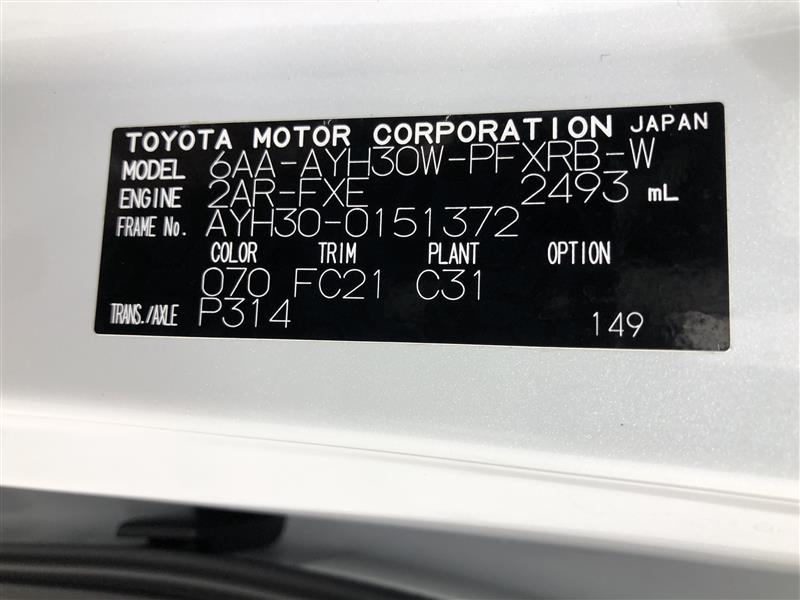 TOYOTA MOTOR CORPORATION JAPAN
MODEL 6AA-AYH30W-PFXRB-W
ENGINE 2AR-FXE 2493 mL
FRAME No. AYH30-0151372
COLOR TRIM PLANT OPTION
070 FC21 C31
TRANS./AXLE P314 149